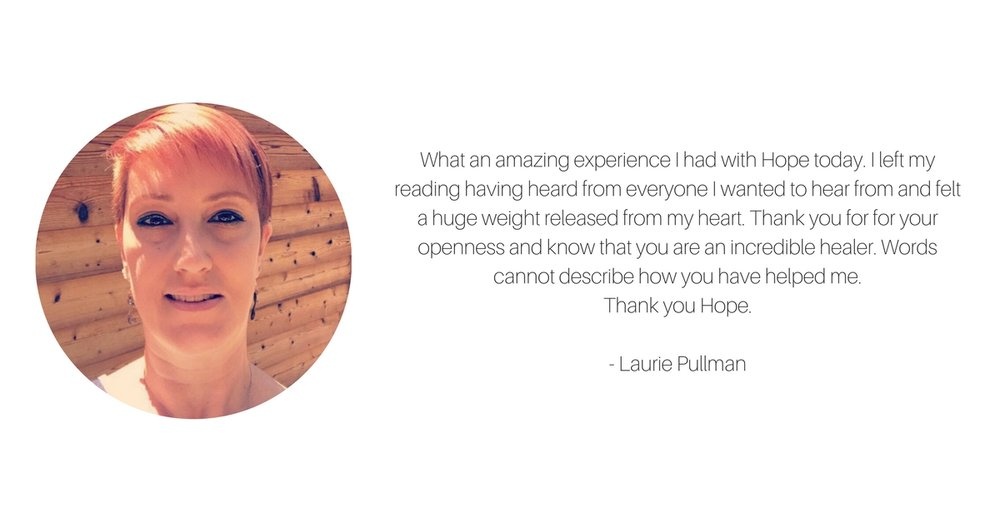 What an amazing experience I had with Hope today. I left my
reading having heard from everyone I wanted to hear from and felt
a huge weight released from my heart. Thank you for for your
openness and know that you are an incredible healer. Words
cannot describe how you have helped me.
Thank you Hope.
- Laurie Pullman